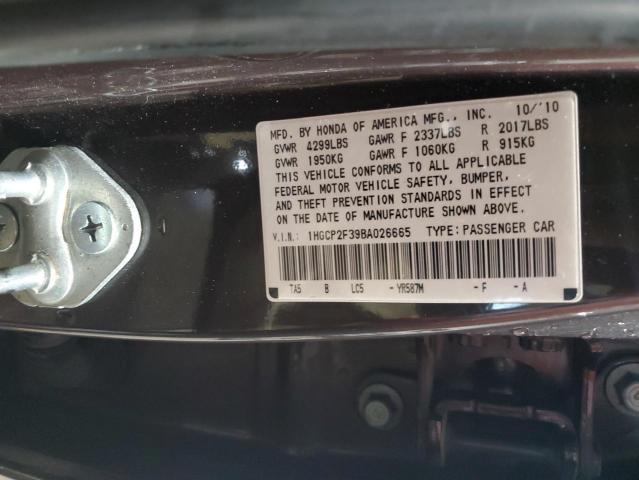 MFD. BY HONDA OF AMERICA MFG., INC. 10/'10
GVWR 4299LBS GAWR F 2337LBS R 2017LBS
GVWR 1950KG GAWR F 1060KG R 915KG
THIS VEHICLE CONFORMS TO ALL APPLICABLE
FEDERAL MOTOR VEHICLE SAFETY, BUMPER,
AND THEFT PREVENTION STANDARDS IN EFFECT
ON THE DATE OF MANUFACTURE SHOWN ABOVE.
V.I.N.: 1HGCP2F39BA026665 TYPE: PASSENGER CAR
TA5 B LC5 -YR587M -F -A